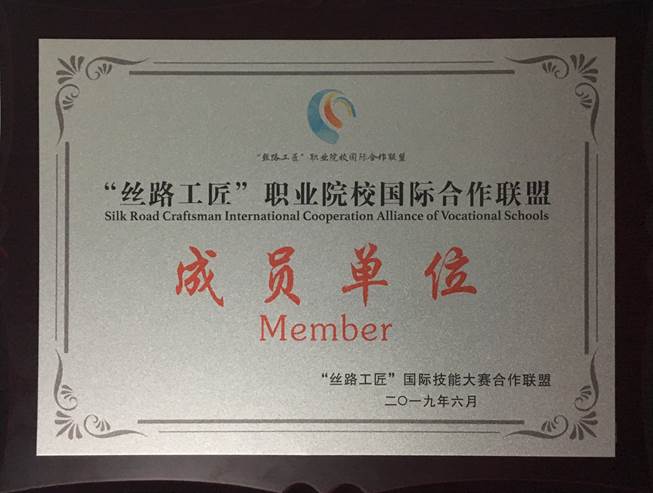 “丝路工匠”职业院校国际合作联盟
“丝路工匠”职业院校国际合作联盟
Silk Road Craftsman International Cooperation Alliance of Vocational Schools
成员单位
Member
“丝路工匠”国际技能大赛合作联盟
二〇一九年六月